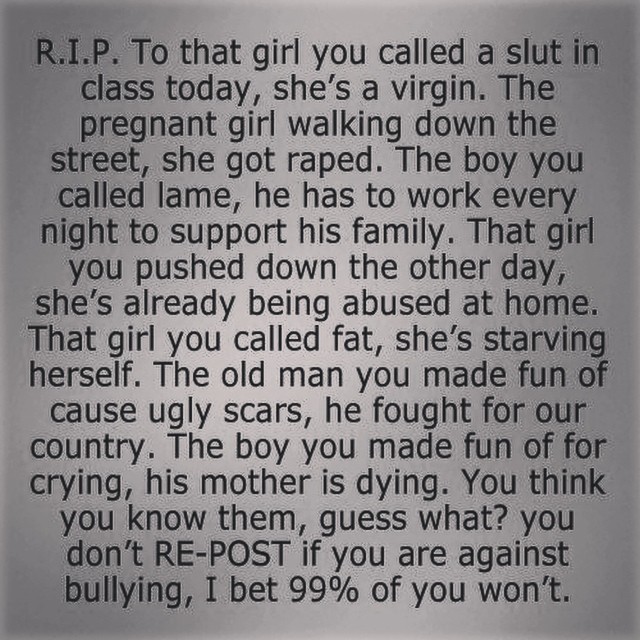 R.I.P. To that girl you called a slut in
class today, she's a virgin. The
pregnant girl walking down the
street, she got raped. The boy you
called lame, he has to work every
night to support his family. That girl
you pushed down the other day,
she's already being abused at home.
That girl you called fat, she's starving
herself. The old man you made fun of
cause ugly scars, he fought for our
country. The boy you made fun of for
crying, his mother is dying. You think
you know them, guess what? you
don't RE-POST if you are against
bullying, I bet 99% of you won't.